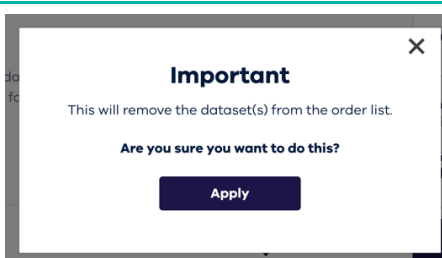 Important
This will remove the dataset(s) from the order list.
Are you sure you want to do this?
Apply